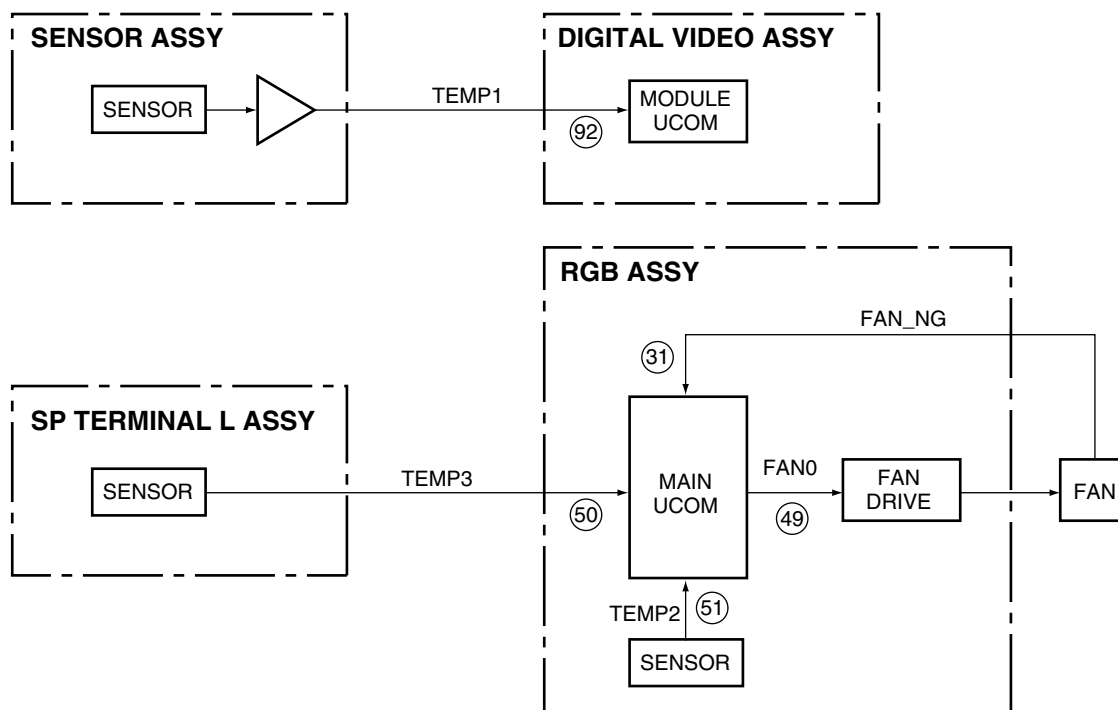 SENSOR ASSY
SENSOR
TEMP1
DIGITAL VIDEO ASSY
92
MODULE
UCOM
RGB ASSY
FAN_NG
31
SP TERMINAL L ASSY
SENSOR
TEMP3
50
MAIN
UCOM
FAN0
49
FAN
DRIVE
FAN
TEMP2
51
SENSOR